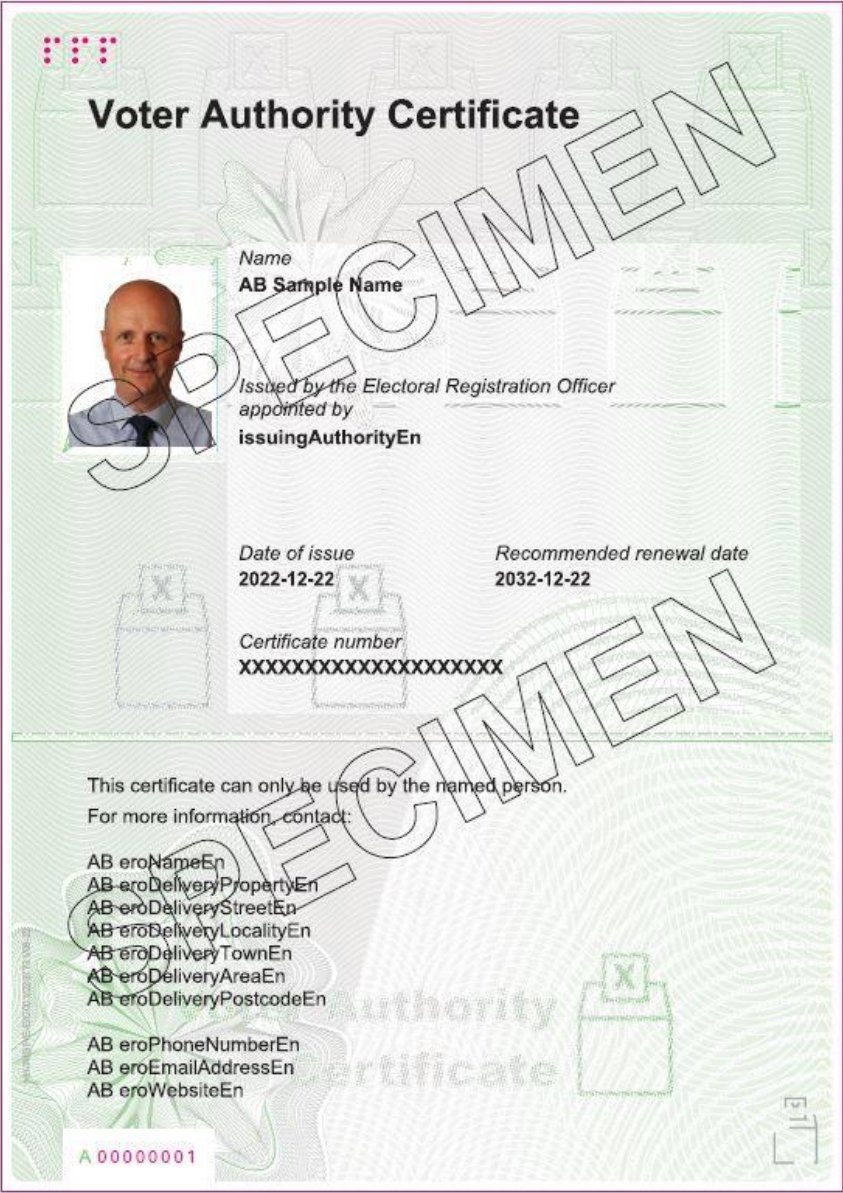 Voter Authority Certificate
SPECIMEN
Name
AB Sample Name
Issued by the Electoral Registration Officer
appointed by
issuingAuthorityEn
Date of issue
2022-12-22
Recommended renewal date
2032-12-22
X
X
Certificate number
XXXXXXXXXXXXXXXXXXXX
SPECIMEN
This certificate can only be used by the named person.
For more information, contact:
AB eroNameEn
AB eroDeliveryPropertyEn
AB eroDeliveryStreetEn
AB eroDeliveryLocalityEn
AB eroDeliveryTownEn
AB eroDeliveryAreaEn
AB eroDeliveryPostcodeEn
Voter Authority
Certificate
X
AB eroPhoneNumberEn
AB eroEmailAddressEn
AB eroWebsiteEn
A 00000001